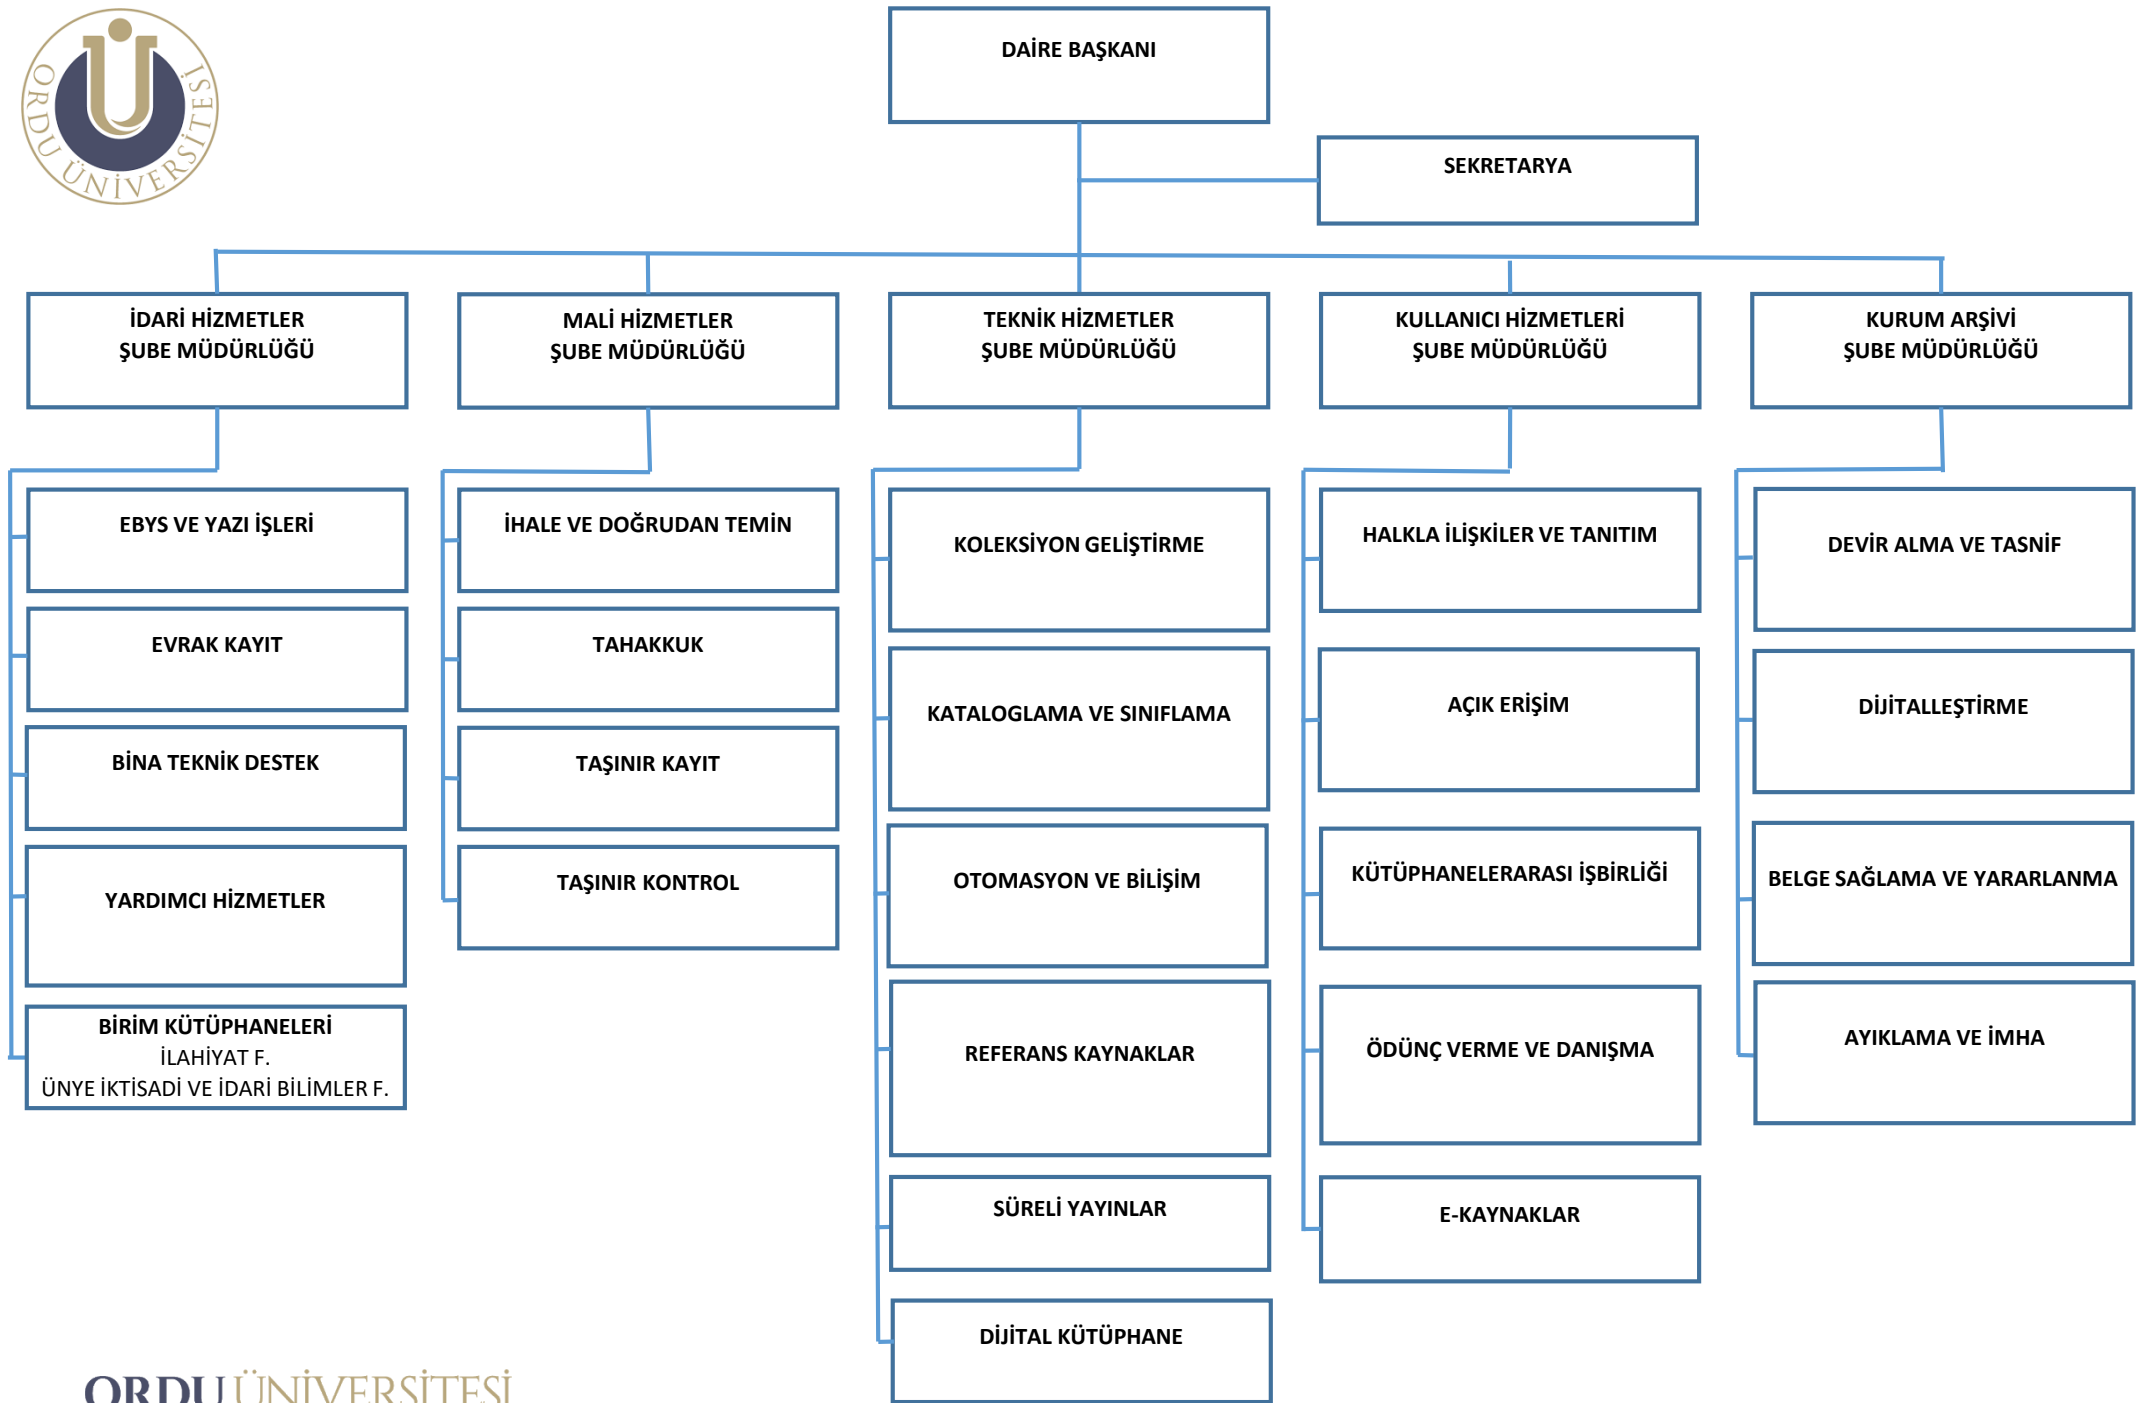 ORDU ÜNİVERSİTESİ
DAİRE BAŞKANI
SEKRETARYA
İDARİ HİZMETLER
ŞUBE MÜDÜRLÜĞÜ
MALİ HİZMETLER
ŞUBE MÜDÜRLÜĞÜ
TEKNİK HİZMETLER
ŞUBE MÜDÜRLÜĞÜ
KULLANICI HİZMETLERİ
ŞUBE MÜDÜRLÜĞÜ
KURUM ARŞİVİ
ŞUBE MÜDÜRLÜĞÜ
EBYS VE YAZI İŞLERİ
EVRAK KAYIT
BİNA TEKNİK DESTEK
YARDIMCI HİZMETLER
BİRİM KÜTÜPHANELERİ
İLAHİYAT F.
ÜNYE İKTİSADİ VE İDARİ BİLİMLER F.
İHALE VE DOĞRUDAN TEMİN
TAHAKKUK
TAŞINIR KAYIT
TAŞINIR KONTROL
KOLEKSİYON GELİŞTİRME
KATALOGLAMA VE SINIFLAMA
OTOMASYON VE BİLİŞİM
REFERANS KAYNAKLAR
SÜRELİ YAYINLAR
DİJİTAL KÜTÜPHANE
HALKLA İLİŞKİLER VE TANITIM
AÇIK ERİŞİM
KÜTÜPHANELERARASI İŞBİRLİĞİ
ÖDÜNÇ VERME VE DANIŞMA
E-KAYNAKLAR
DEVİR ALMA VE TASNİF
DİJİTALLEŞTİRME
BELGE SAĞLAMA VE YARARLANMA
AYIKLAMA VE İMHA
ORDU ÜNİVERSİTESİ